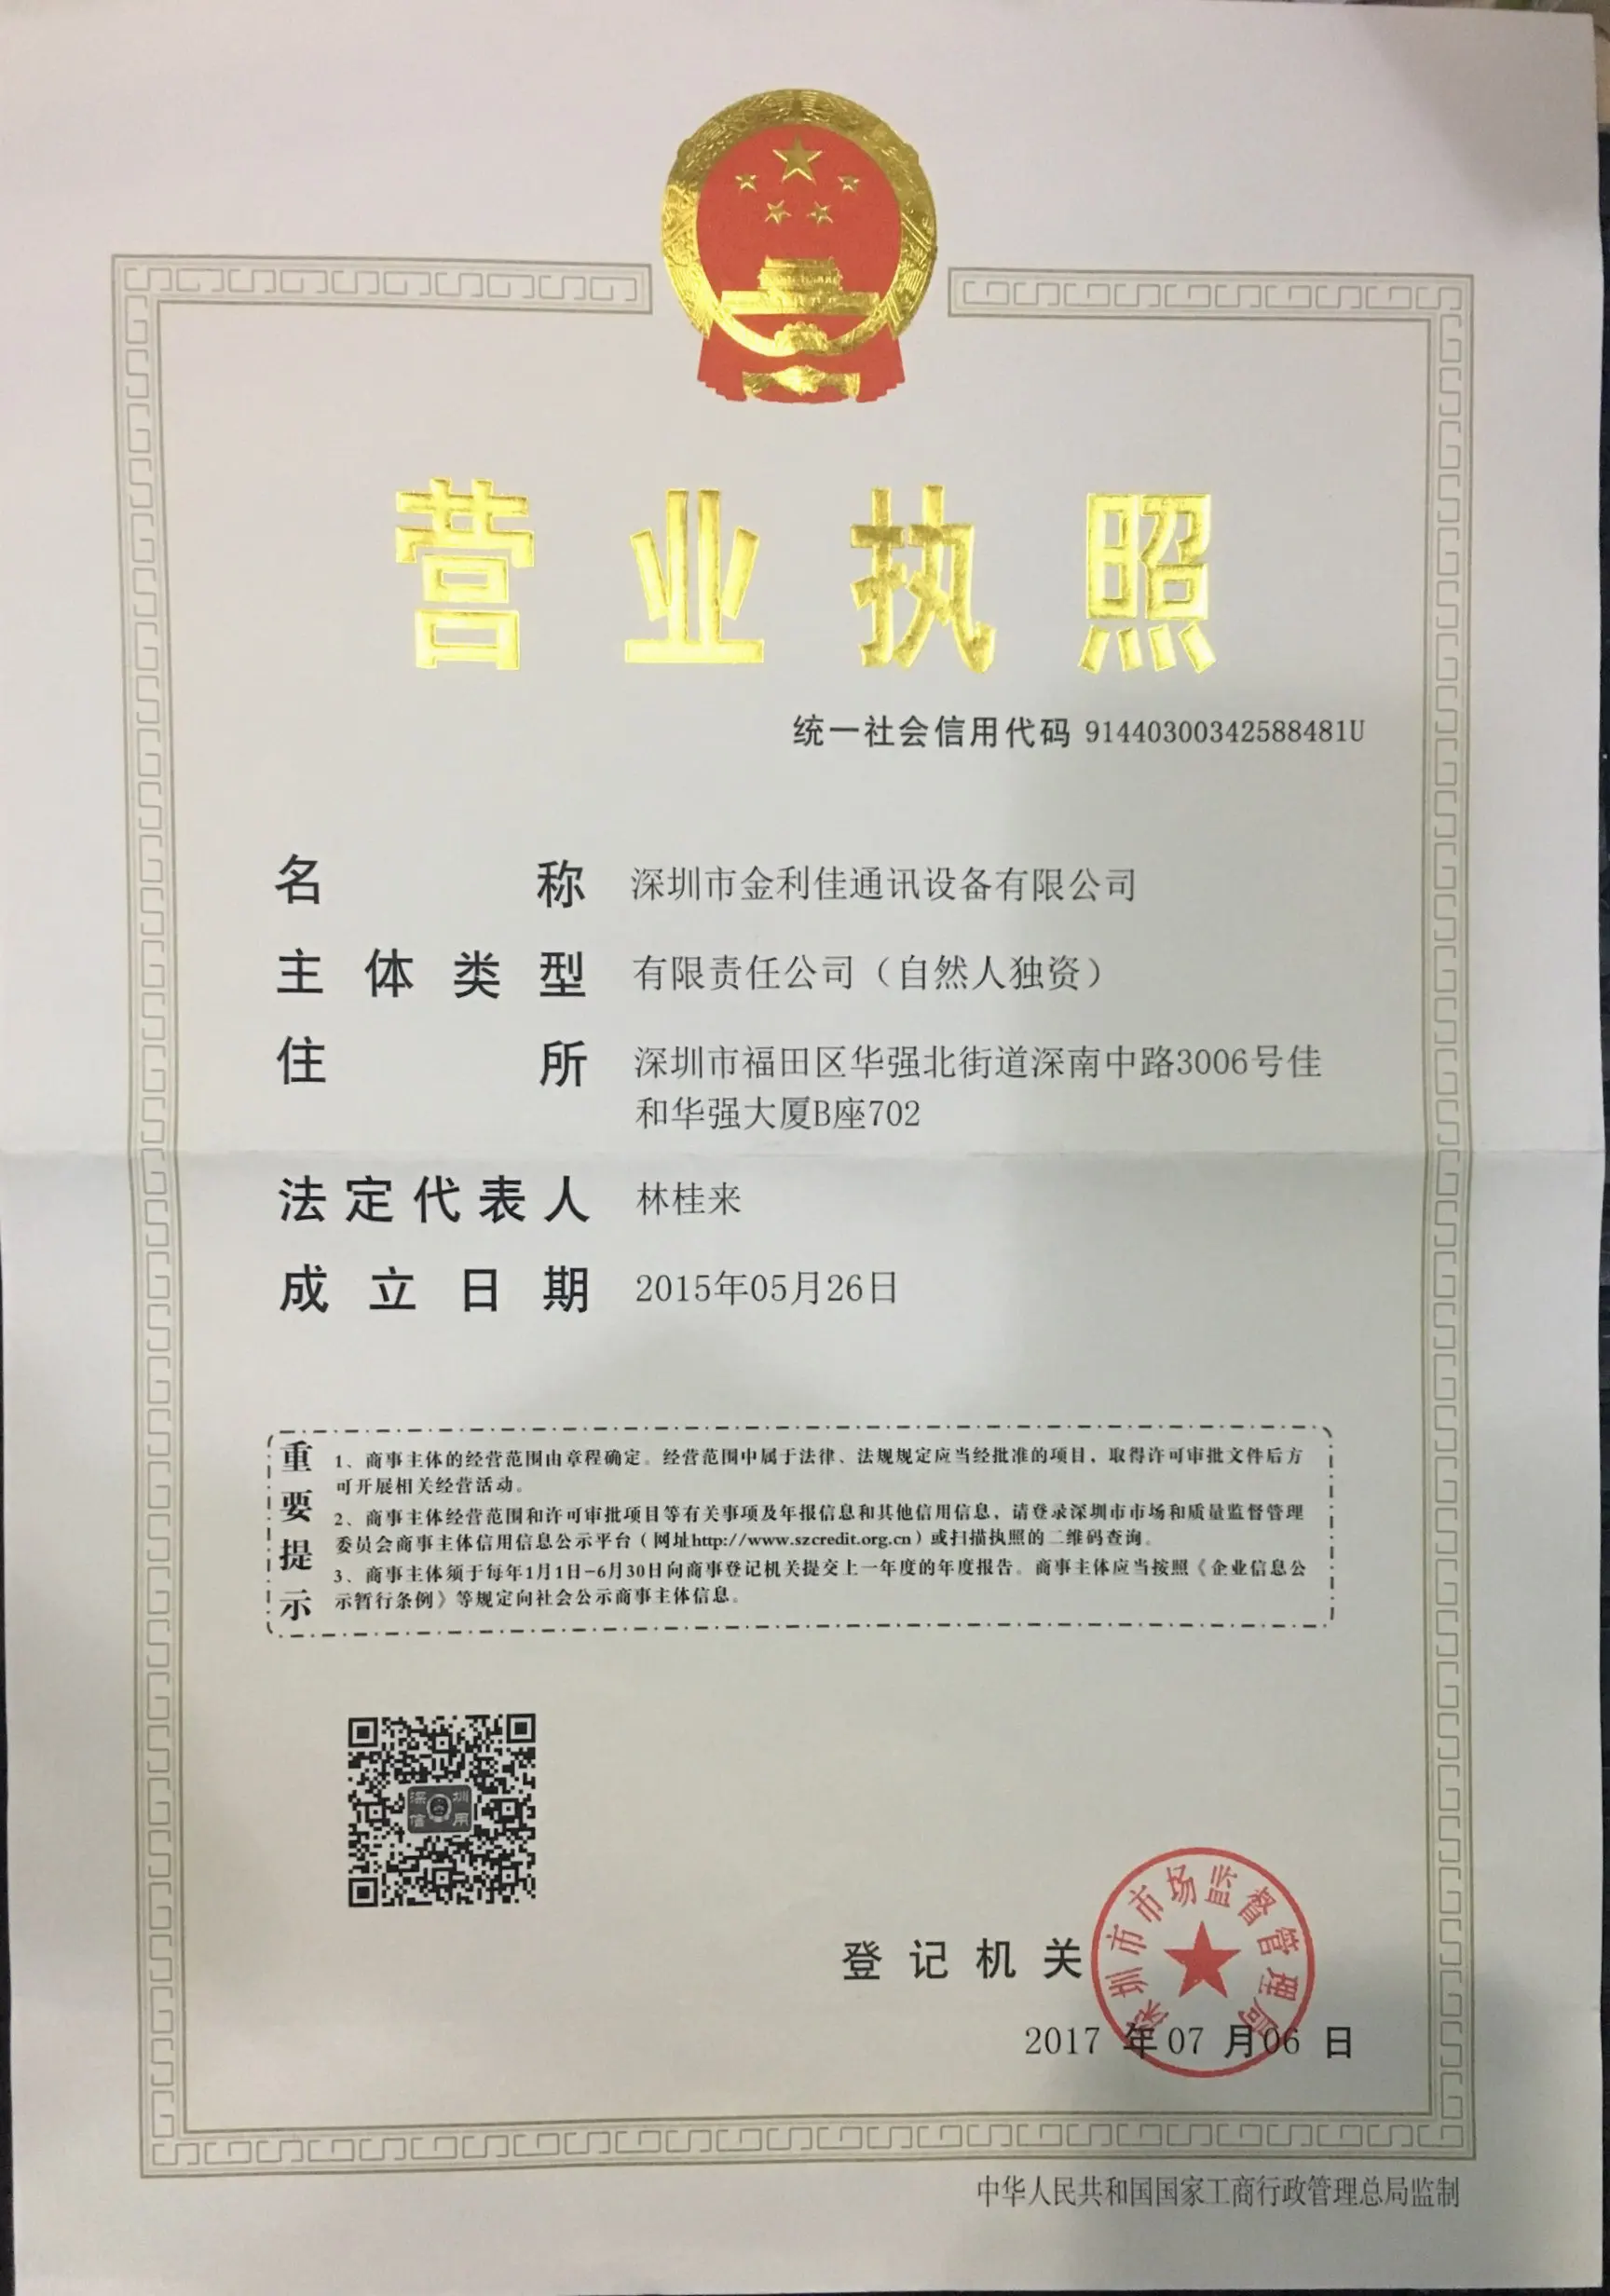 营业执照
统一社会信用代码 91440300342588481U
名称 深圳市金利佳通讯设备有限公司
主体类型 有限责任公司（自然人独资）
住所 深圳市福田区华强北街道深南中路3006号佳
和华强大厦B座702
法定代表人 林桂来
成立日期 2015年05月26日
重要提示
1、商事主体的经营范围由章程确定。经营范围中属于法律、法规规定应当经批准的项目，取得许可审批文件后方
可开展相关经营活动。
2、商事主体经营范围和许可审批项目等有关事项及年报信息和其他信用信息，请登录深圳市市场和质量监督管理
委员会商事主体信用信息公示平台（网址http://www.szcredit.org.cn）或扫描执照的二维码查询。
3、商事主体须于每年1月1日-6月30日向商事登记机关提交上一年度的年度报告。商事主体应当按照《企业信息公
示暂行条例》等规定向社会公示商事主体信息。
深圳
信用
登记机关
深圳市市场监督管理局
2017 年 07 月 06 日
中华人民共和国国家工商行政管理总局监制